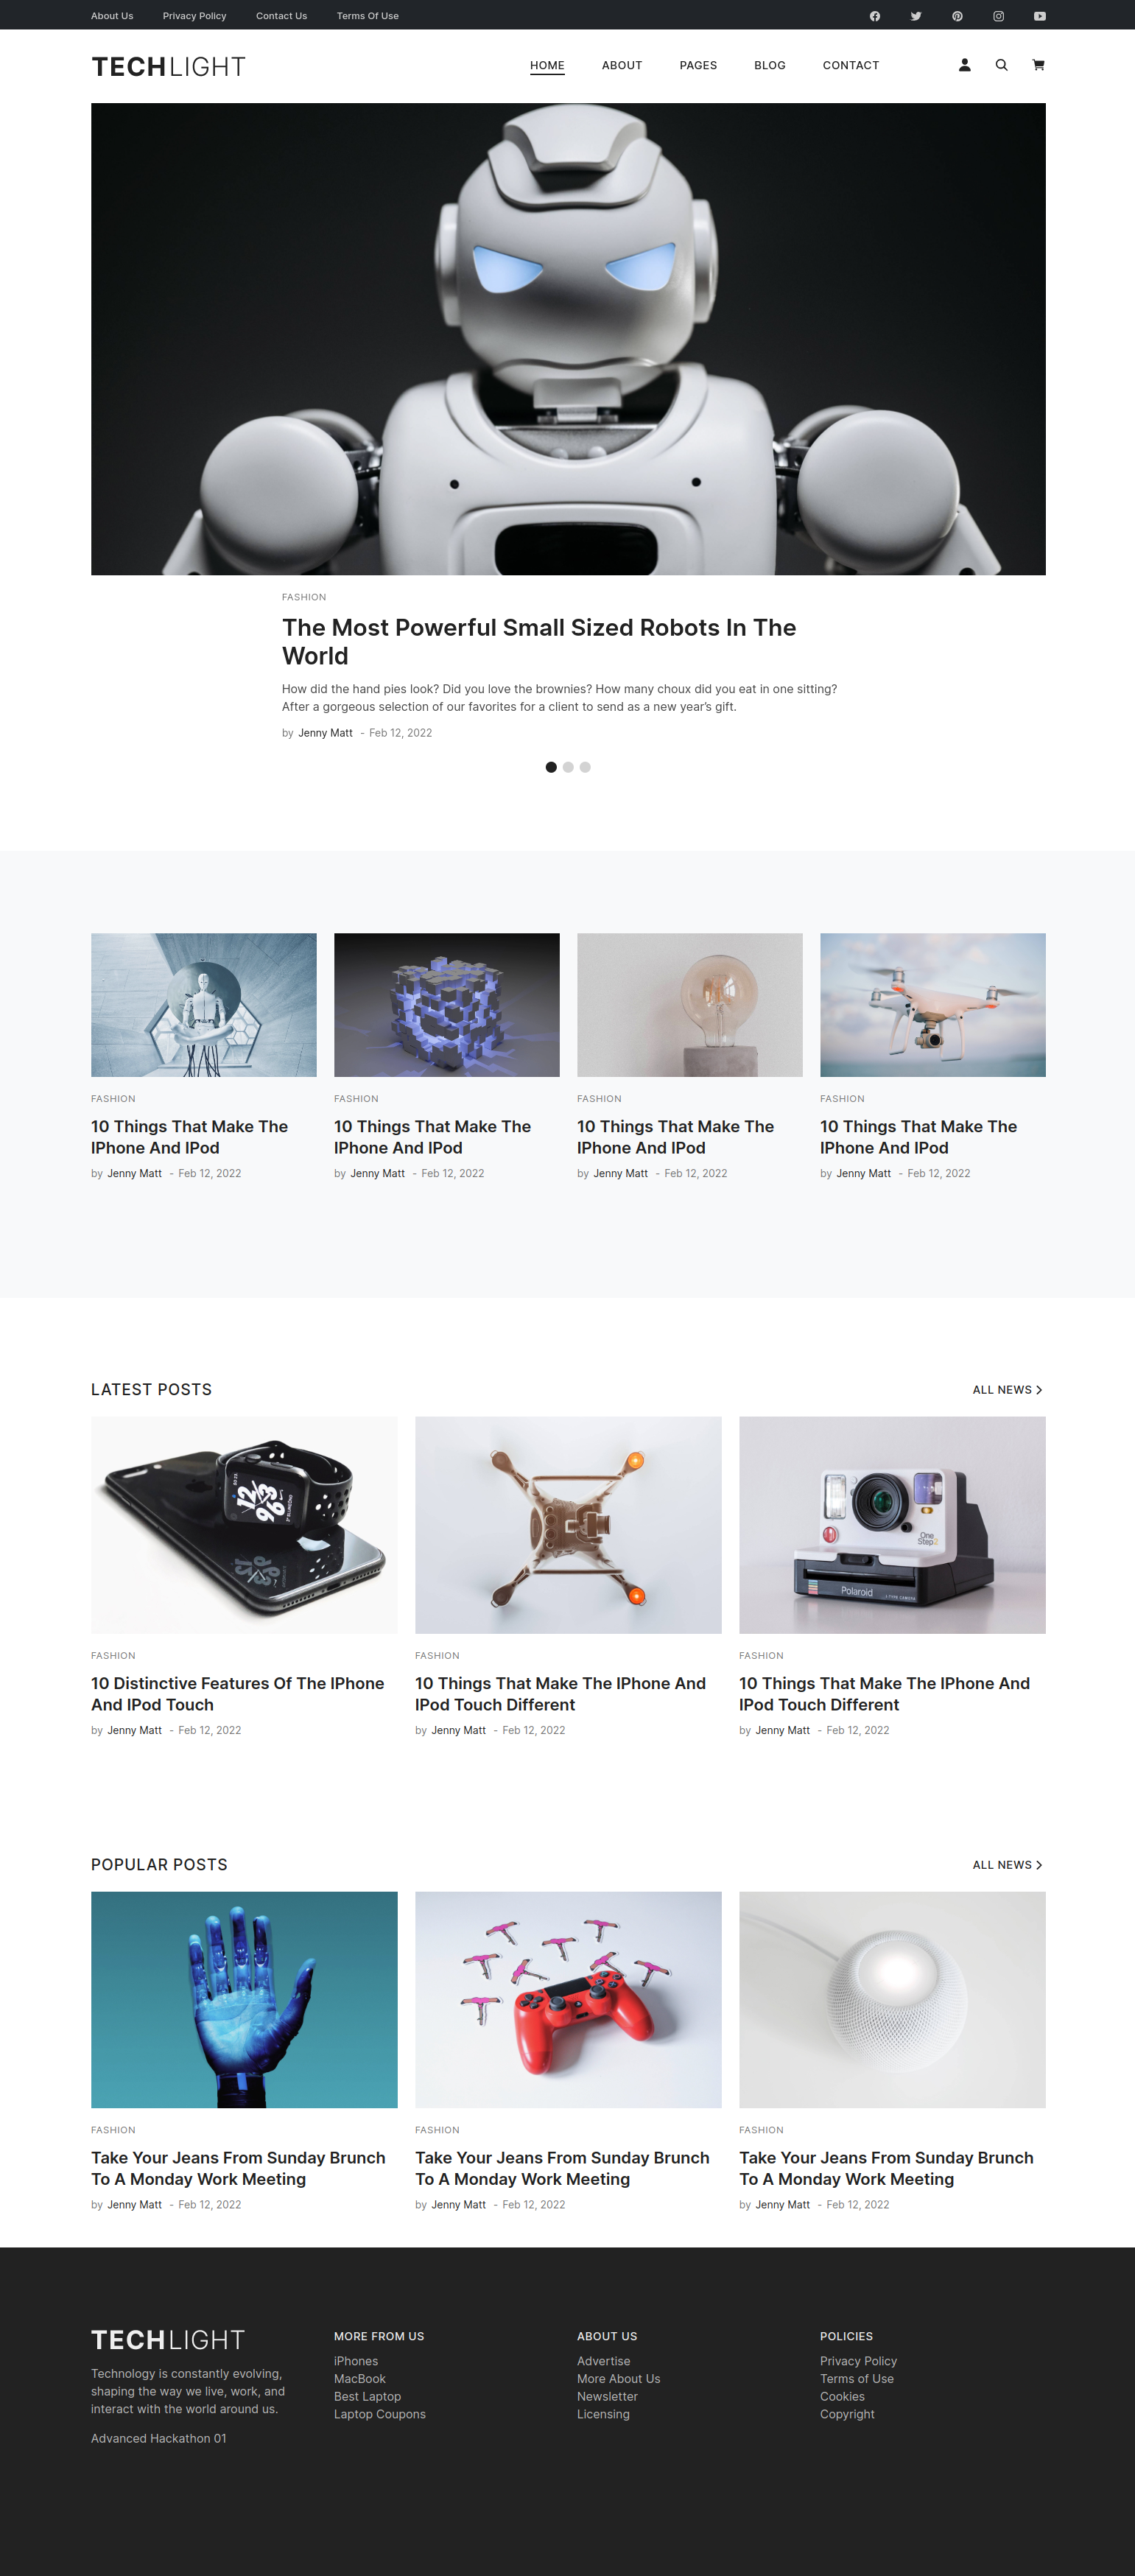 About Us Privacy Policy Contact Us Terms Of Use
TECHLIGHT
HOME ABOUT PAGES BLOG CONTACT
FASHION
The Most Powerful Small Sized Robots In The
World
How did the hand pies look? Did you love the brownies? How many choux did you eat in one sitting?
After a gorgeous selection of our favorites for a client to send as a new year’s gift.
by Jenny Matt - Feb 12, 2022
FASHION
10 Things That Make The
IPhone And IPod
by Jenny Matt - Feb 12, 2022
FASHION
10 Things That Make The
IPhone And IPod
by Jenny Matt - Feb 12, 2022
FASHION
10 Things That Make The
IPhone And IPod
by Jenny Matt - Feb 12, 2022
FASHION
10 Things That Make The
IPhone And IPod
by Jenny Matt - Feb 12, 2022
LATEST POSTS
ALL NEWS
One
Step2
Polaroid
FASHION
10 Distinctive Features Of The IPhone
And IPod Touch
by Jenny Matt - Feb 12, 2022
FASHION
10 Things That Make The IPhone And
IPod Touch Different
by Jenny Matt - Feb 12, 2022
FASHION
10 Things That Make The IPhone And
IPod Touch Different
by Jenny Matt - Feb 12, 2022
POPULAR POSTS
ALL NEWS
FASHION
Take Your Jeans From Sunday Brunch
To A Monday Work Meeting
by Jenny Matt - Feb 12, 2022
FASHION
Take Your Jeans From Sunday Brunch
To A Monday Work Meeting
by Jenny Matt - Feb 12, 2022
FASHION
Take Your Jeans From Sunday Brunch
To A Monday Work Meeting
by Jenny Matt - Feb 12, 2022
TECHLIGHT
Technology is constantly evolving,
shaping the way we live, work, and
interact with the world around us.
Advanced Hackathon 01
MORE FROM US
iPhones
MacBook
Best Laptop
Laptop Coupons
ABOUT US
Advertise
More About Us
Newsletter
Licensing
POLICIES
Privacy Policy
Terms of Use
Cookies
Copyright